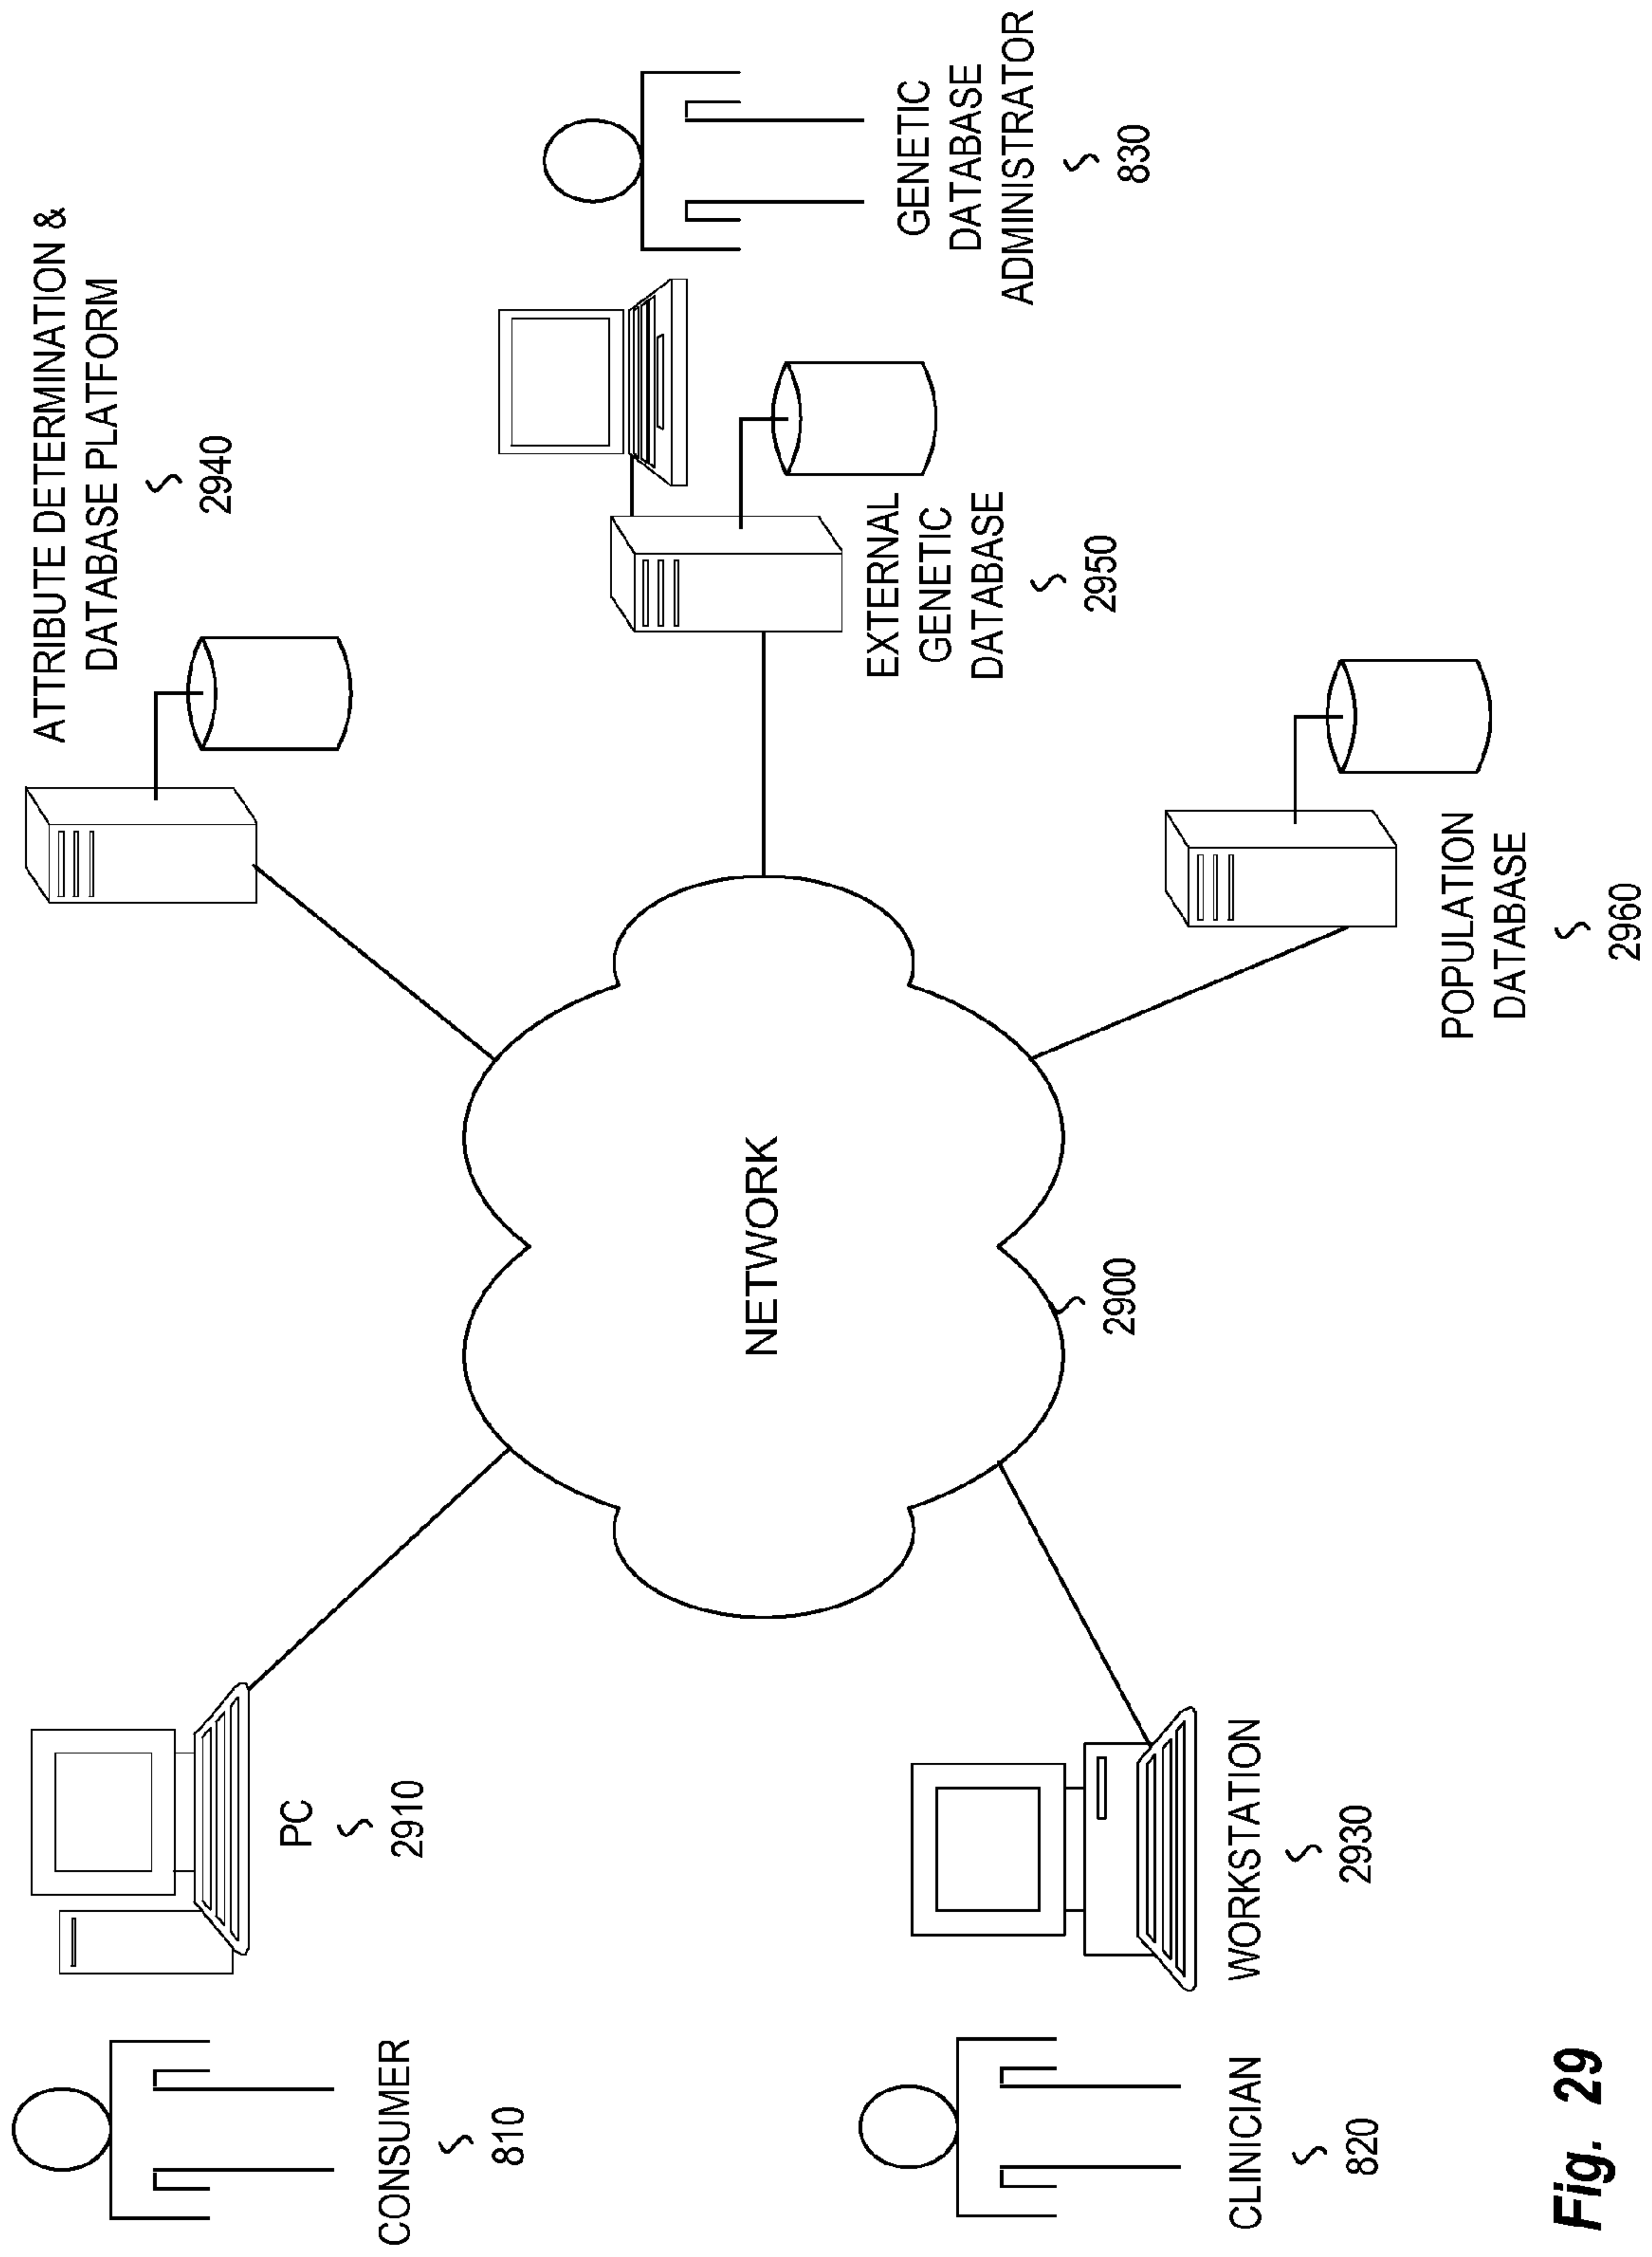 ATTRIBUTE DETERMINATION &
DATABASE PLATFORM
2940
CONSUMER
810
PC
2910
GENETIC
DATABASE
ADMINISTRATOR
830
EXTERNAL
GENETIC
DATABASE
2950
NETWORK
2900
CLINICIAN
820
WORKSTATION
2930
POPULATION
DATABASE
2960
Fig. 29